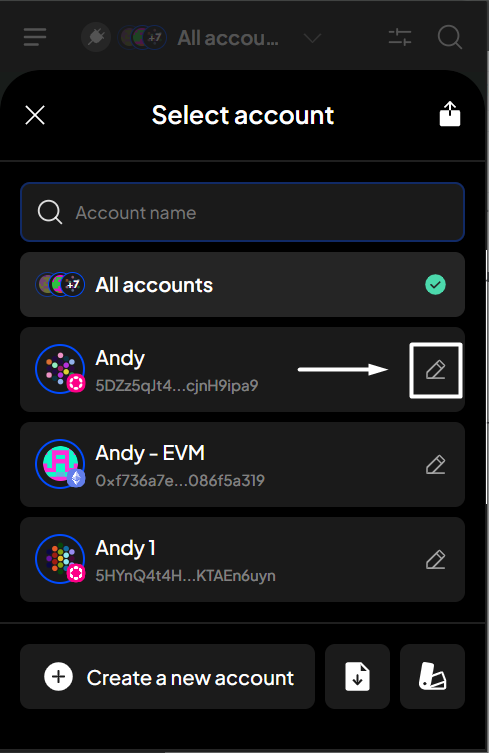 +7 All accou...
Select account
Account name
+7 All accounts
Andy
5DZz5qJt4...cjnH9ipa9
Andy - EVM
0xf736a7e...086f5a319
Andy 1
5HYnQ4t4H...KTAEn6uyn
Create a new account